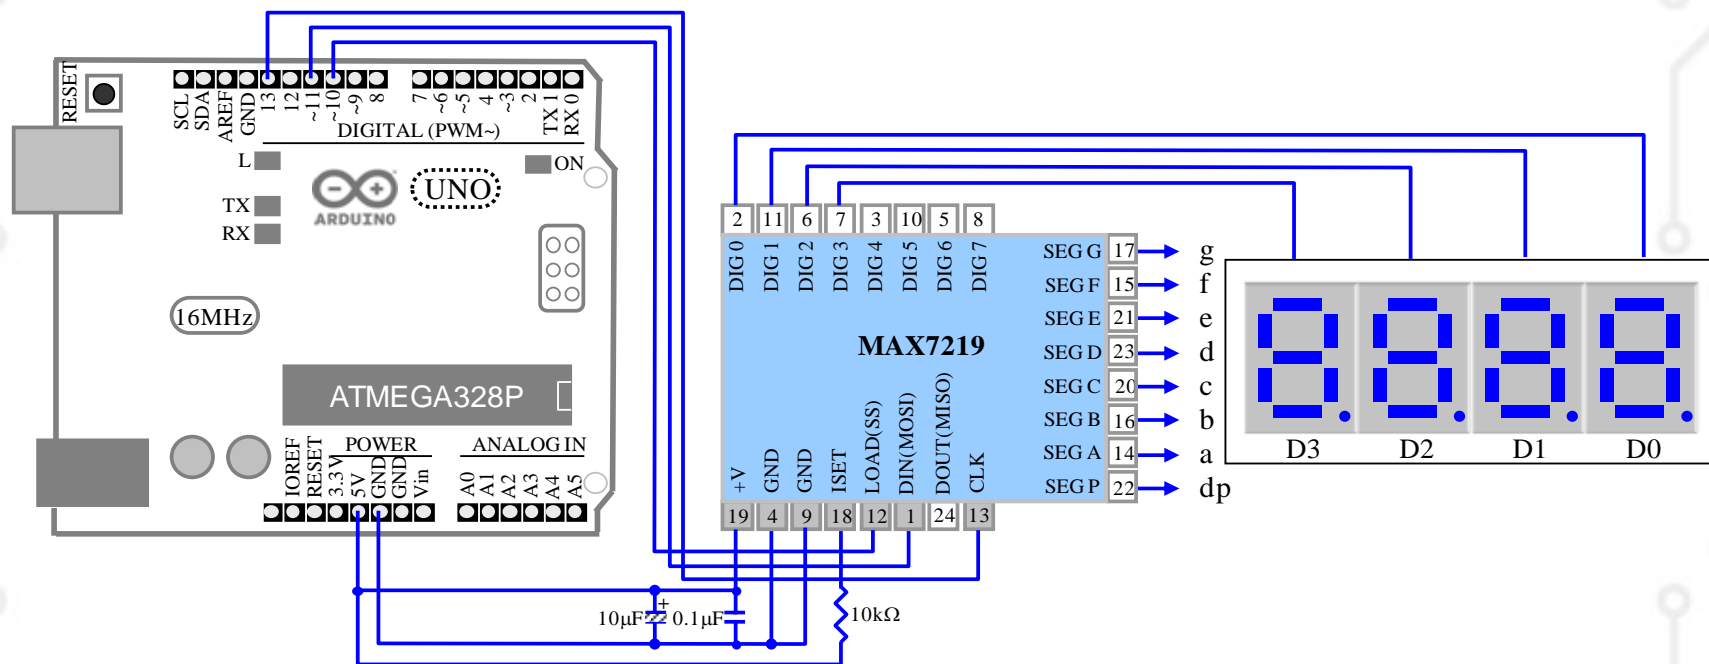 RESET
SCL
SDA
AREF
GND
13
12
~11
~10
~9
8
7
~6
~5
4
~3
2
TX 1
RX 0
DIGITAL (PWM~)
L
ON
UNO
ARDUINO
TX
RX
16MHz
ATMEGA328P
POWER
ANALOG IN
IOREF
RESET
3.3V
5V
GND
GND
Vin
A0
A1
A2
A3
A4
A5
2 11 6 7 3 10 5 8
DIG 0
DIG 1
DIG 2
DIG 3
DIG 4
DIG 5
DIG 6
DIG 7
MAX7219
SEG G 17 g
SEG F 15 f
SEG E 21 e
SEG D 23 d
SEG C 20 c
SEG B 16 b
SEG A 14 a
SEG P 22 dp
+V
GND
GND
ISET
LOAD(SS)
DIN(MOSI)
DOUT(MISO)
CLK
19 4 9 18 12 1 24 13
D3 D2 D1 D0
10μF + 0.1μF
10kΩ